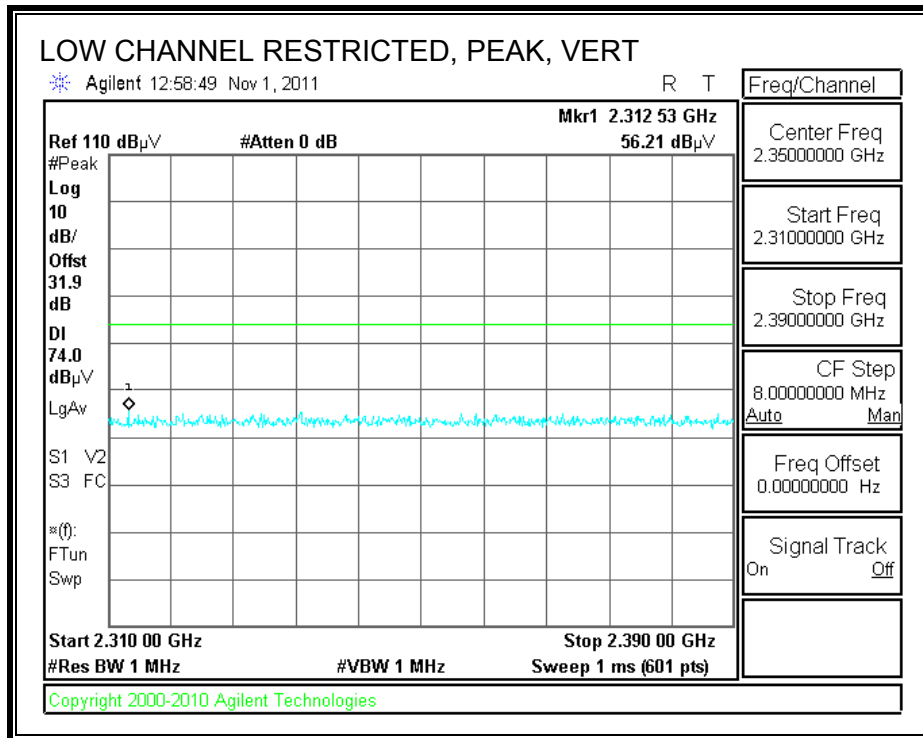 LOW CHANNEL RESTRICTED, PEAK, VERT
Agilent 12:58:49 Nov 1, 2011 R T
Mkr1 2.312 53 GHz
Ref 110 dBµV #Atten 0 dB 56.21 dBµV
#Peak
Log
10
dB/
Offst
31.9
dB
DI
74.0
dBµV
LgAv
1
S1 V2
S3 FC
¤(f):
FTun
Swp
Start 2.310 00 GHz Stop 2.390 00 GHz
#Res BW 1 MHz #VBW 1 MHz Sweep 1 ms (601 pts)
Copyright 2000-2010 Agilent Technologies
Freq/Channel
Center Freq
2.35000000 GHz
Start Freq
2.31000000 GHz
Stop Freq
2.39000000 GHz
CF Step
8.00000000 MHz
Auto Man
Freq Offset
0.00000000 Hz
Signal Track
On Off